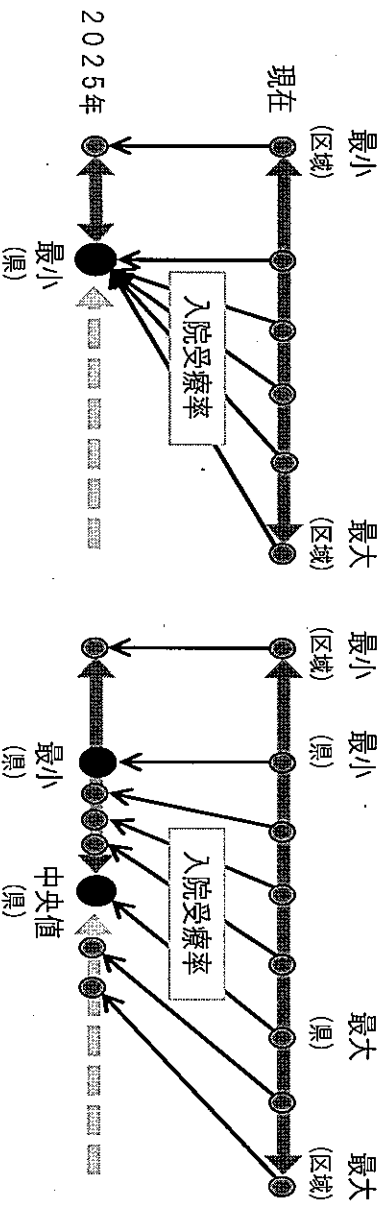 最小
(区域)
最大
(区域)
現在
入院受療率
2025年
最小
(県)
最小
(区域)
最小
(県)
最大
(県)
最大
(区域)
入院受療率
最小
(県)
中央値
(県)